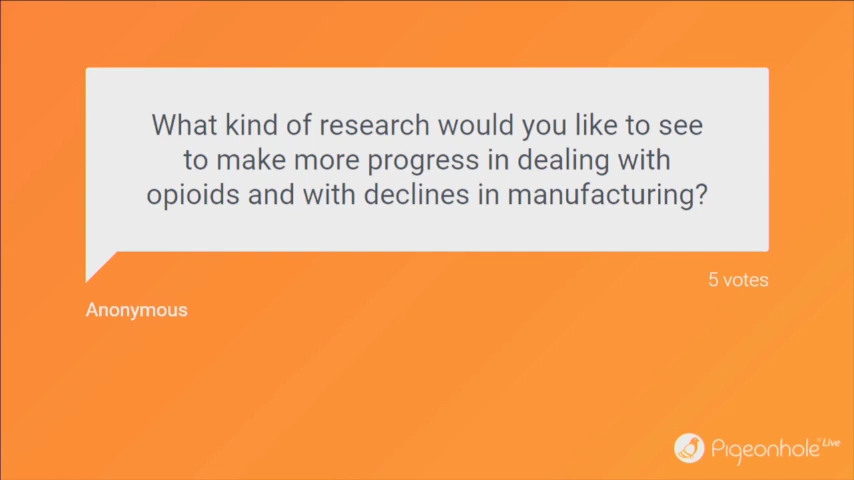 What kind of research would you like to see
to make more progress in dealing with
opioids and with declines in manufacturing?
5 votes
Anonymous
Pigeonhole Live